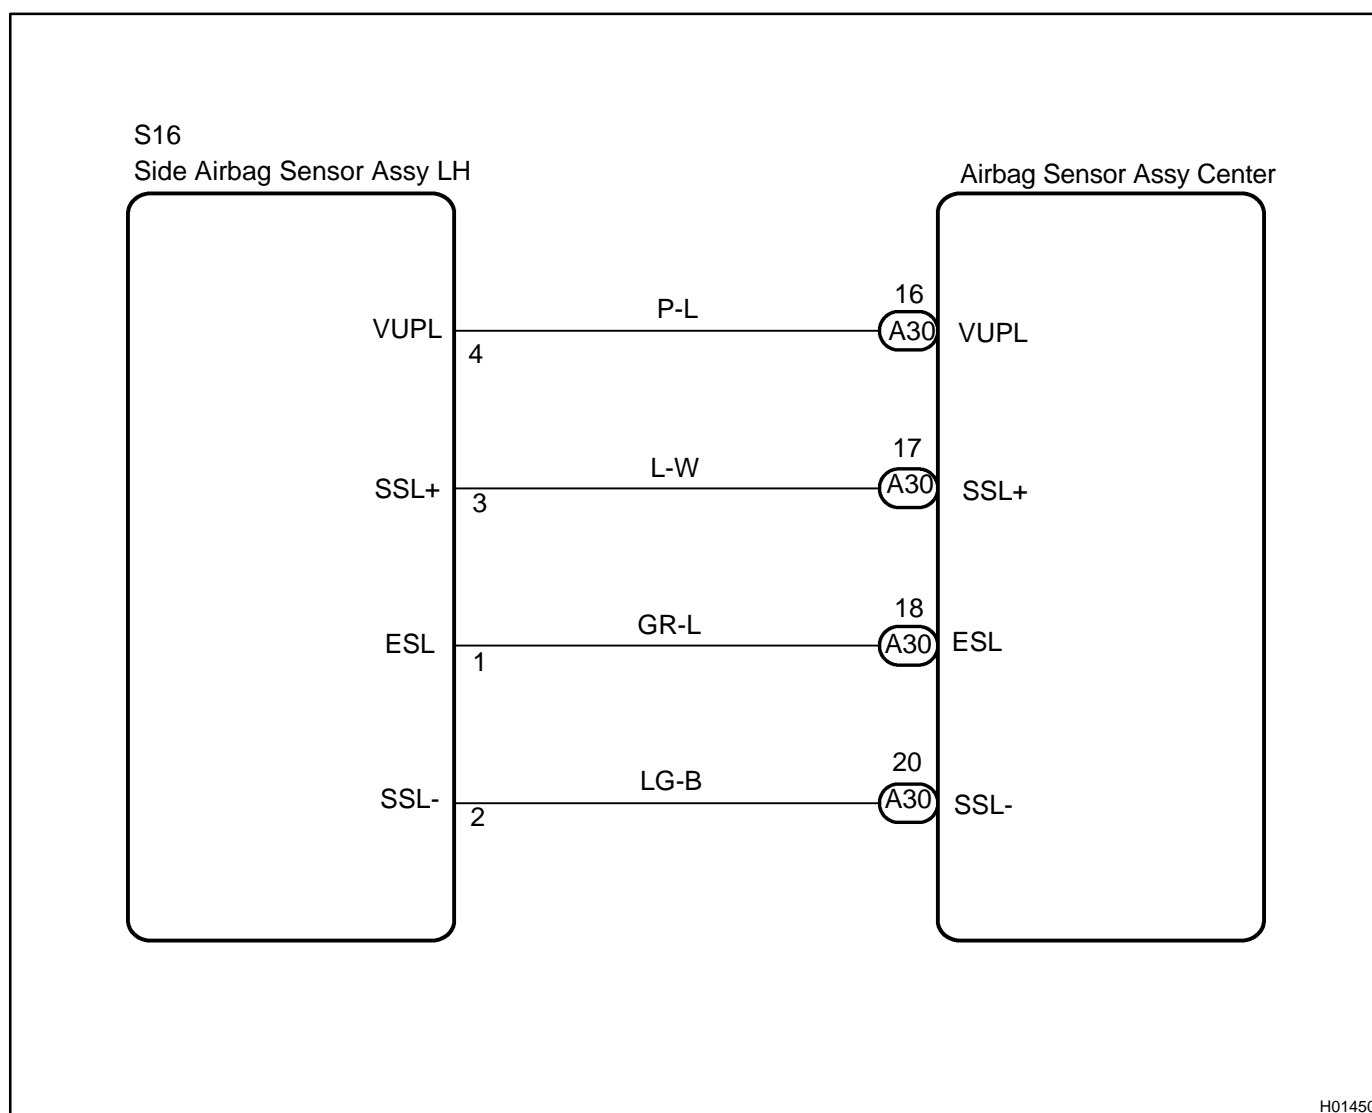 S16
Side Airbag Sensor Assy LH
Airbag Sensor Assy Center
VUPL
4
P-L
16
A30
VUPL
SSL+
3
L-W
17
A30
SSL+
ESL
1
GR-L
18
A30
ESL
SSL-
2
LG-B
20
A30
SSL-
H01450